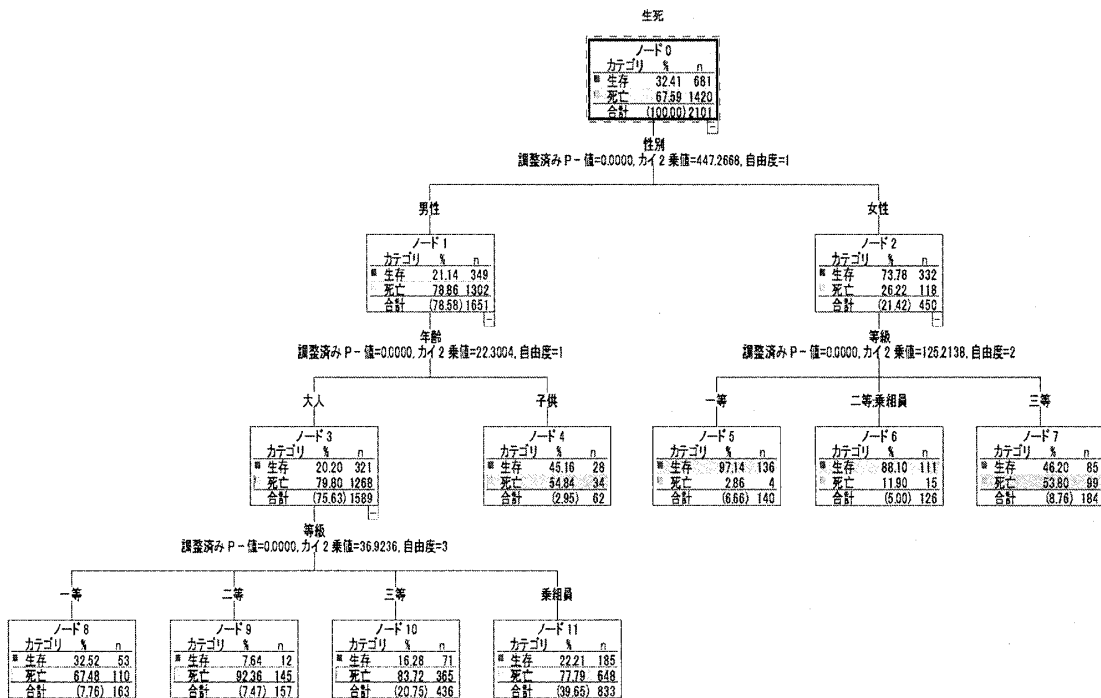 生死
ノード 0
カテゴリ % n
生存 32.41 681
死亡 67.59 1420
合計 (100.00) 2101
性別
調整済み P-値=0.0000, カイ2乗値=447.2668, 自由度=1
男性
女性
ノード 1
カテゴリ % n
生存 21.14 349
死亡 78.86 1302
合計 (78.58) 1651
ノード 2
カテゴリ % n
生存 73.78 332
死亡 26.22 118
合計 (21.42) 450
年齢
調整済み P-値=0.0000, カイ2乗値=22.3004, 自由度=1
等級
調整済み P-値=0.0000, カイ2乗値=125.2138, 自由度=2
大人
子供
一等
二等;乗組員
三等
ノード 3
カテゴリ % n
生存 20.20 321
死亡 79.80 1268
合計 (75.63) 1589
ノード 4
カテゴリ % n
生存 45.16 28
死亡 54.84 34
合計 (2.95) 62
ノード 5
カテゴリ % n
生存 97.14 136
死亡 2.86 4
合計 (6.66) 140
ノード 6
カテゴリ % n
生存 88.10 111
死亡 11.90 15
合計 (6.00) 126
ノード 7
カテゴリ % n
生存 46.20 85
死亡 53.80 99
合計 (8.76) 184
等級
調整済み P-値=0.0000, カイ2乗値=36.9236, 自由度=3
一等
二等
三等
乗組員
ノード 8
カテゴリ % n
生存 32.52 53
死亡 67.48 110
合計 (7.76) 163
ノード 9
カテゴリ % n
生存 7.64 12
死亡 92.36 145
合計 (7.47) 157
ノード 10
カテゴリ % n
生存 16.28 71
死亡 83.72 365
合計 (20.75) 436
ノード 11
カテゴリ % n
生存 22.21 185
死亡 77.79 648
合計 (39.65) 833